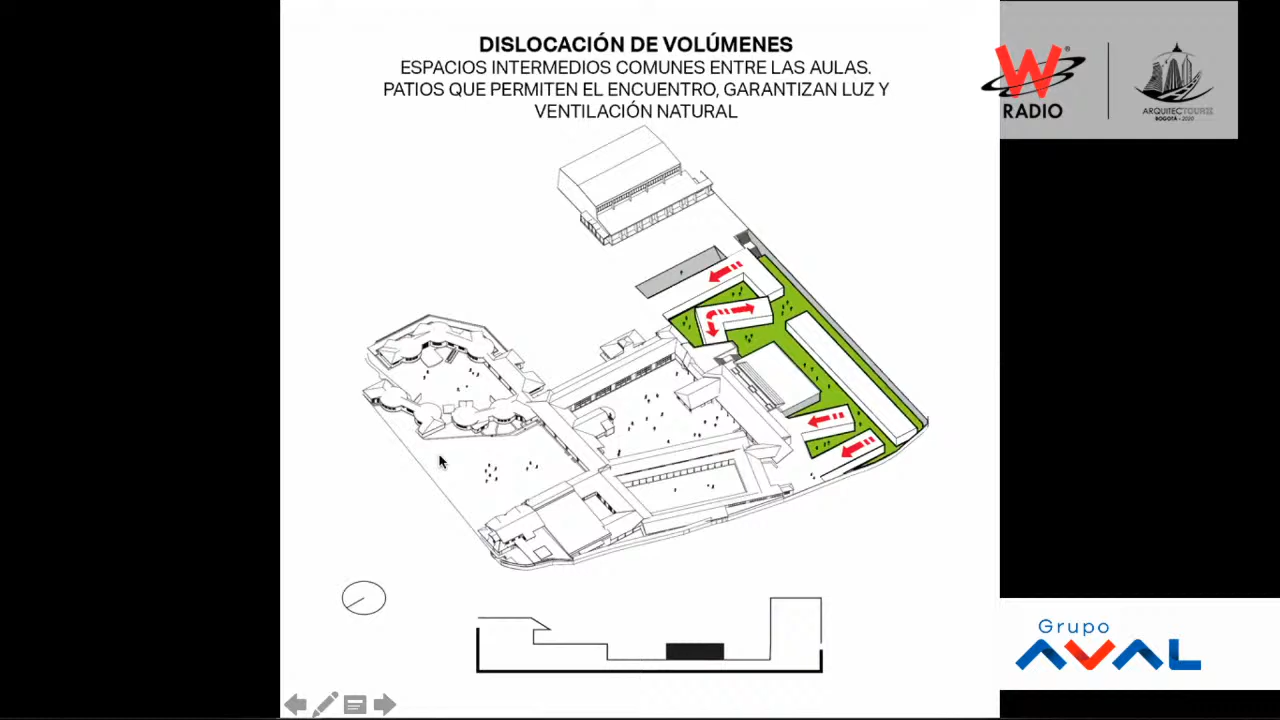 DISLOCACIÓN DE VOLÚMENES
ESPACIOS INTERMEDIOS COMUNES ENTRE LAS AULAS.
PATIOS QUE PERMITEN EL ENCUENTRO, GARANTIZAN LUZ Y
VENTILACIÓN NATURAL
W
RADIO
ARQUITECTOUR
BOGOTÁ - 2020
Grupo
AVAL